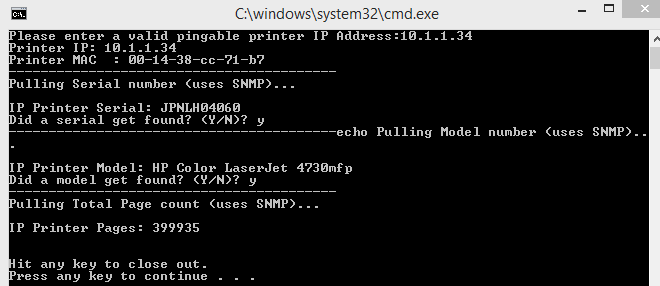 C:\windows\system32\cmd.exe
Please enter a valid pingable printer IP Address:10.1.1.34
Printer IP: 10.1.1.34
Printer MAC  : 00-14-38-cc-71-b7
-----------------------------------------
Pulling Serial number (uses SNMP)...
IP Printer Serial: JPNLH04060
Did a serial get found? (Y/N)? y
-----------------------------------------echo Pulling Model number (uses SNMP)..
.
IP Printer Model: HP Color LaserJet 4730mfp
Did a model get found? (Y/N)? y
-----------------------------------------
Pulling Total Page count (uses SNMP)...
IP Printer Pages: 399935
Hit any key to close out.
Press any key to continue . . .